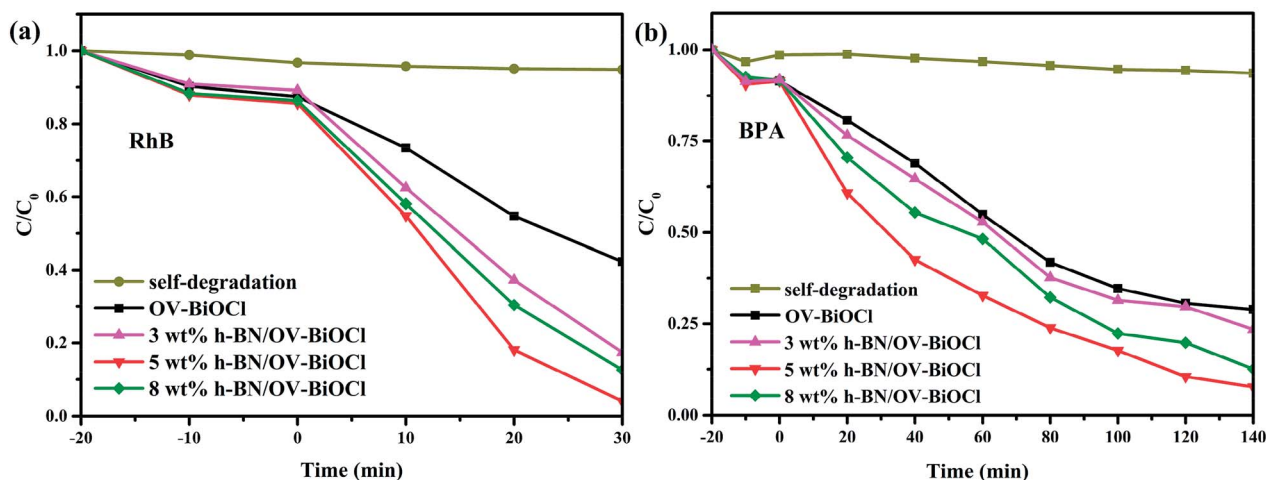 (a)
1.0
0.8
0.6
0.4
0.2
0.0
C/C₀
RhB
self-degradation
OV-BiOCl
3 wt% h-BN/OV-BiOCl
5 wt% h-BN/OV-BiOCl
8 wt% h-BN/OV-BiOCl
-20 -10 0 10 20 30
Time (min)
(b)
1.00
0.75
0.50
0.25
0.00
C/C₀
BPA
self-degradation
OV-BiOCl
3 wt% h-BN/OV-BiOCl
5 wt% h-BN/OV-BiOCl
8 wt% h-BN/OV-BiOCl
-20 0 20 40 60 80 100 120 140
Time (min)